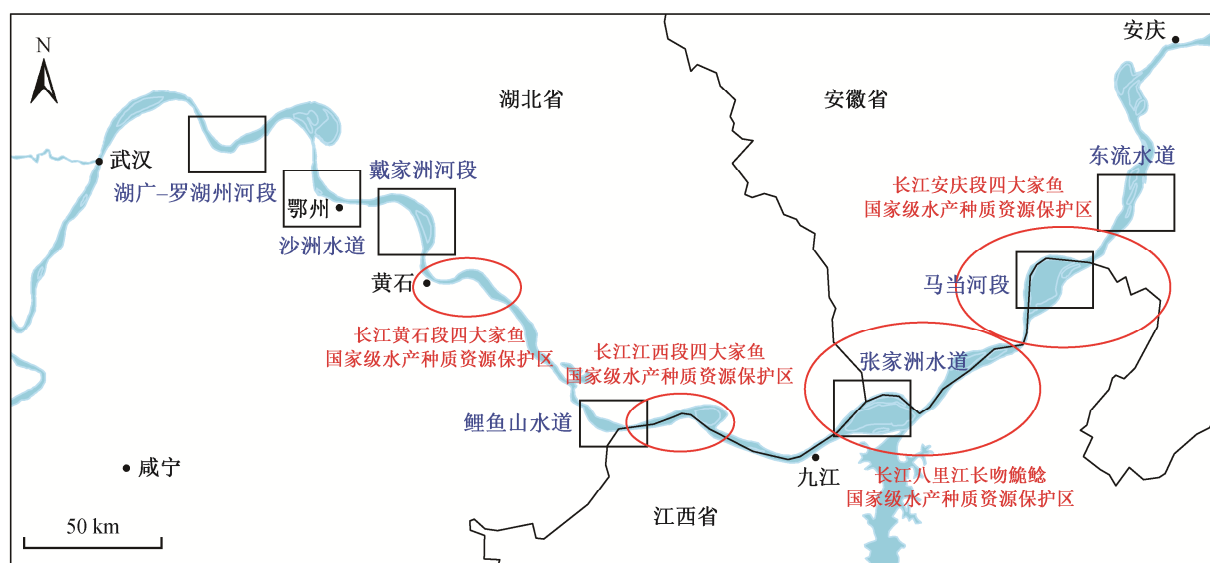 N
安庆
湖北省
安徽省
武汉
戴家洲河段
东流水道
湖广–罗湖州河段
鄂州
长江安庆段四大家鱼
国家级水产种质资源保护区
沙洲水道
黄石
马当河段
长江黄石段四大家鱼
国家级水产种质资源保护区
长江江西段四大家鱼
国家级水产种质资源保护区
张家洲水道
鲤鱼山水道
咸宁
九江
长江八里江长吻鮠鲶
国家级水产种质资源保护区
江西省
50 km